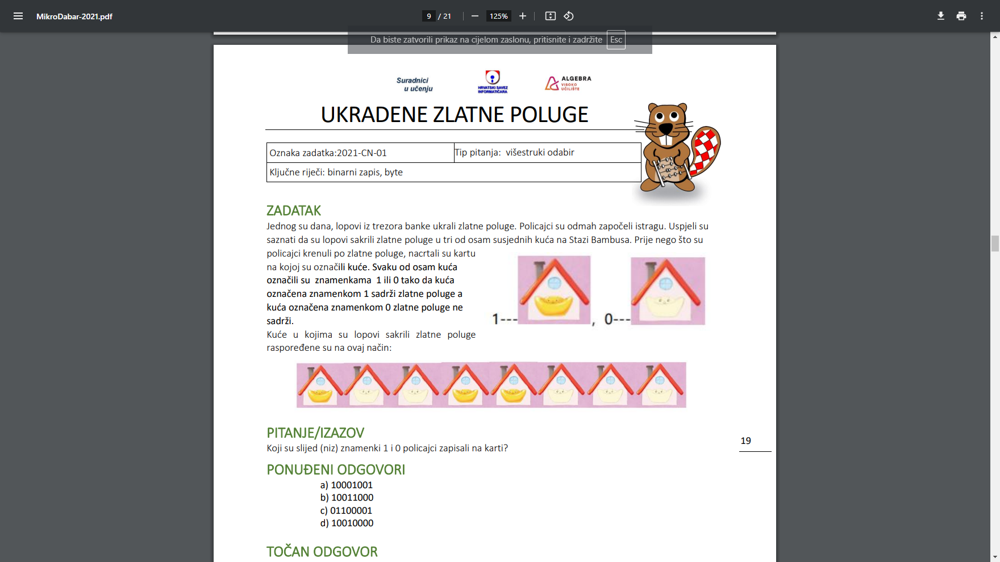 MikroDabar-2021.pdf
9 / 21
125%
Da biste zatvorili prikaz na cijelom zaslonu, pritisnite i zadržite Esc
Suradnici
u učenju
HRVATSKI SAVEZ
INFORMATIČARA
ALGEBRA
VISOKO
UČILIŠTE
UKRADENE ZLATNE POLUGE
Oznaka zadatka:2021-CN-01
Tip pitanja: višestruki odabir
Ključne riječi: binarni zapis, byte
ZADATAK
Jednog su dana, lopovi iz trezora banke ukrali zlatne poluge. Policajci su odmah započeli istragu. Uspjeli su
saznati da su lopovi sakrili zlatne poluge u tri od osam susjednih kuća na Stazi Bambusa. Prije nego što su
policajci krenuli po zlatne poluge, nacrtali su kartu
na kojoj su označili kuće. Svaku od osam kuća
označili su znamenkama 1 ili 0 tako da kuća
označena znamenkom 1 sadrži zlatne poluge a
kuća označena znamenkom 0 zlatne poluge ne
sadrži.
1--- , 0---
Kuće u kojima su lopovi sakrili zlatne poluge
raspoređene su na ovaj način:
PITANJE/IZAZOV
Koji su slijed (niz) znamenki 1 i 0 policajci zapisali na karti?
19
PONUĐENI ODGOVORI
a) 10001001
b) 10011000
c) 01100001
d) 10010000
TOČAN ODGOVOR